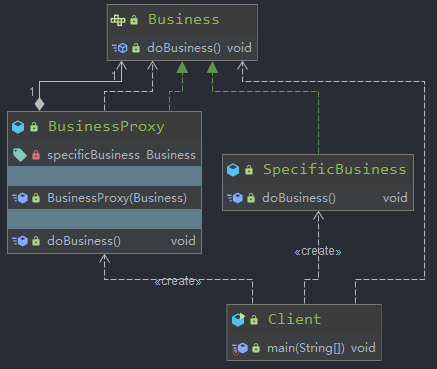 Business
doBusiness() void
1
1
BusinessProxy
specificBusiness Business
BusinessProxy(Business)
doBusiness() void
SpecificBusiness
doBusiness() void
«create»
«create»
Client
main(String[]) void